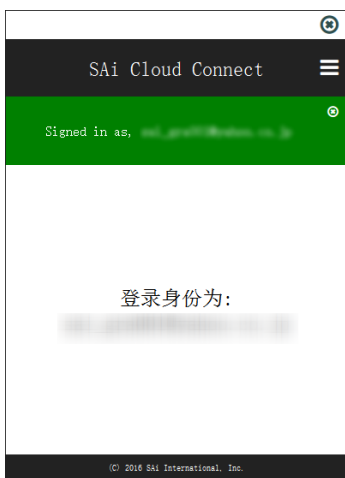 SAi Cloud Connect
Signed in as,
登录身份为:
(C) 2016 SAi International, Inc.